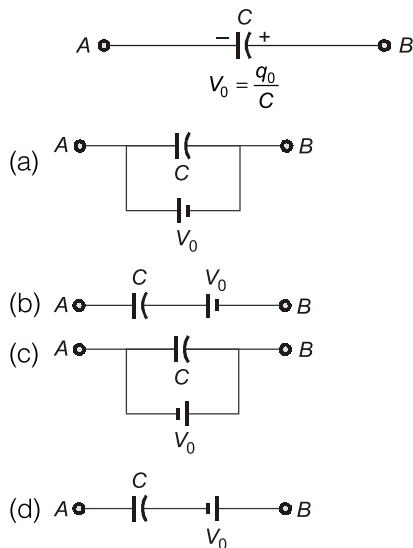 C
A − + B
V₀ = q₀/C
(a) A B
C
V₀
C V₀
(b) A B
(c) A B
C
V₀
C
(d) A B
V₀